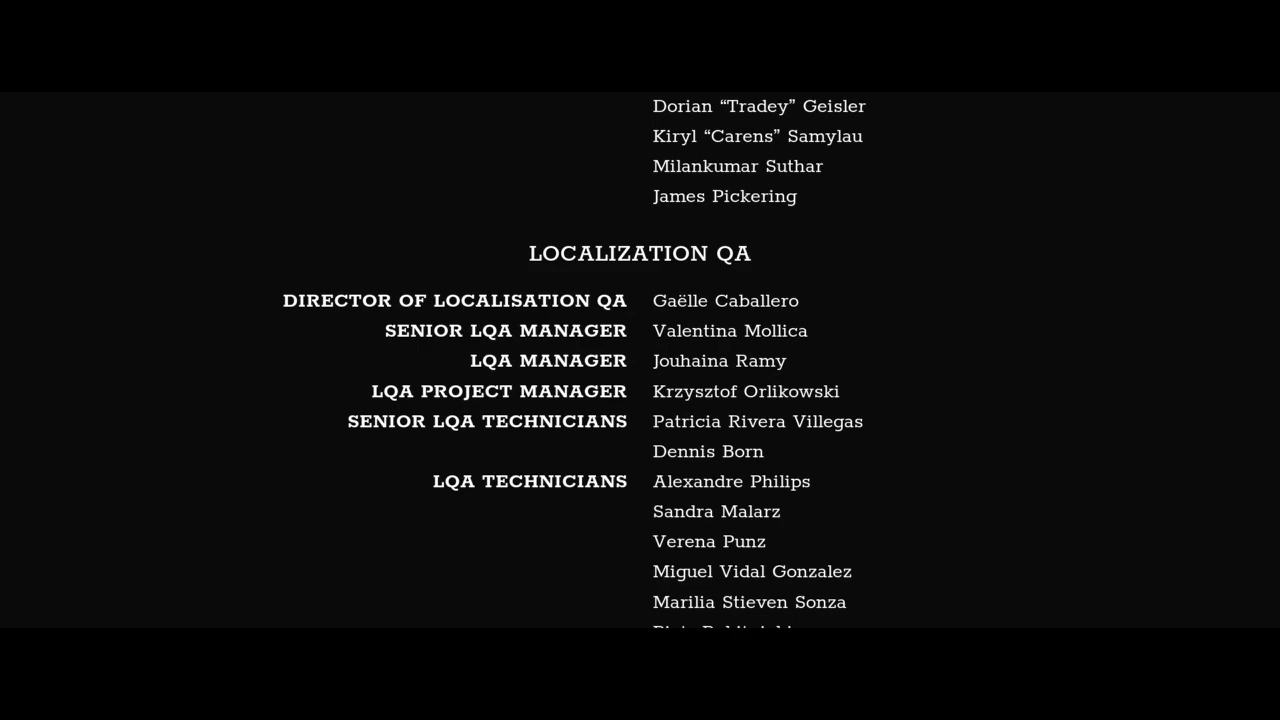 Dorian “Tradey” Geisler
Kiryl “Carens” Samylau
Milankumar Suthar
James Pickering
LOCALIZATION QA
DIRECTOR OF LOCALISATION QA Gaëlle Caballero
SENIOR LQA MANAGER Valentina Mollica
LQA MANAGER Jouhaina Ramy
LQA PROJECT MANAGER Krzysztof Orlikowski
SENIOR LQA TECHNICIANS Patricia Rivera Villegas
Dennis Born
LQA TECHNICIANS Alexandre Philips
Sandra Malarz
Verena Punz
Miguel Vidal Gonzalez
Marilia Stieven Sonza